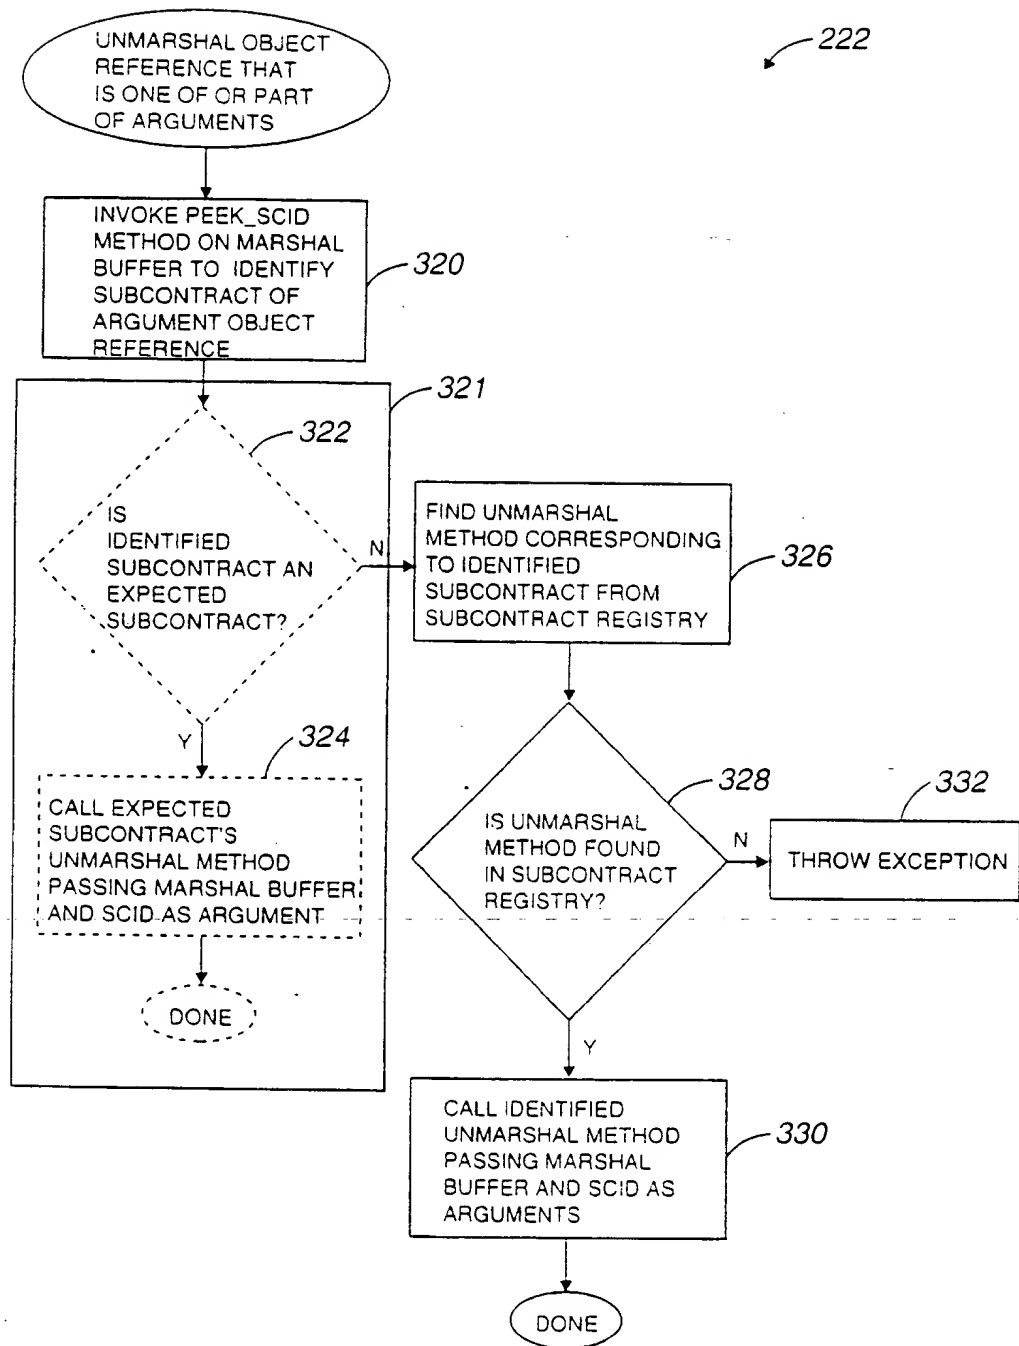 UNMARSHAL OBJECT
REFERENCE THAT
IS ONE OF OR PART
OF ARGUMENTS
222
INVOKE PEEK_SCID
METHOD ON MARSHAL
BUFFER TO IDENTIFY
SUBCONTRACT OF
ARGUMENT OBJECT
REFERENCE
320
321
322
IS
IDENTIFIED
SUBCONTRACT AN
EXPECTED
SUBCONTRACT?
N
Y
324
CALL EXPECTED
SUBCONTRACT'S
UNMARSHAL METHOD
PASSING MARSHAL BUFFER
AND SCID AS ARGUMENT
DONE
FIND UNMARSHAL
METHOD CORRESPONDING
TO IDENTIFIED
SUBCONTRACT FROM
SUBCONTRACT REGISTRY
326
328
IS UNMARSHAL
METHOD FOUND
IN SUBCONTRACT
REGISTRY?
N
332
THROW EXCEPTION
Y
CALL IDENTIFIED
UNMARSHAL METHOD
PASSING MARSHAL
BUFFER AND SCID AS
ARGUMENTS
330
DONE